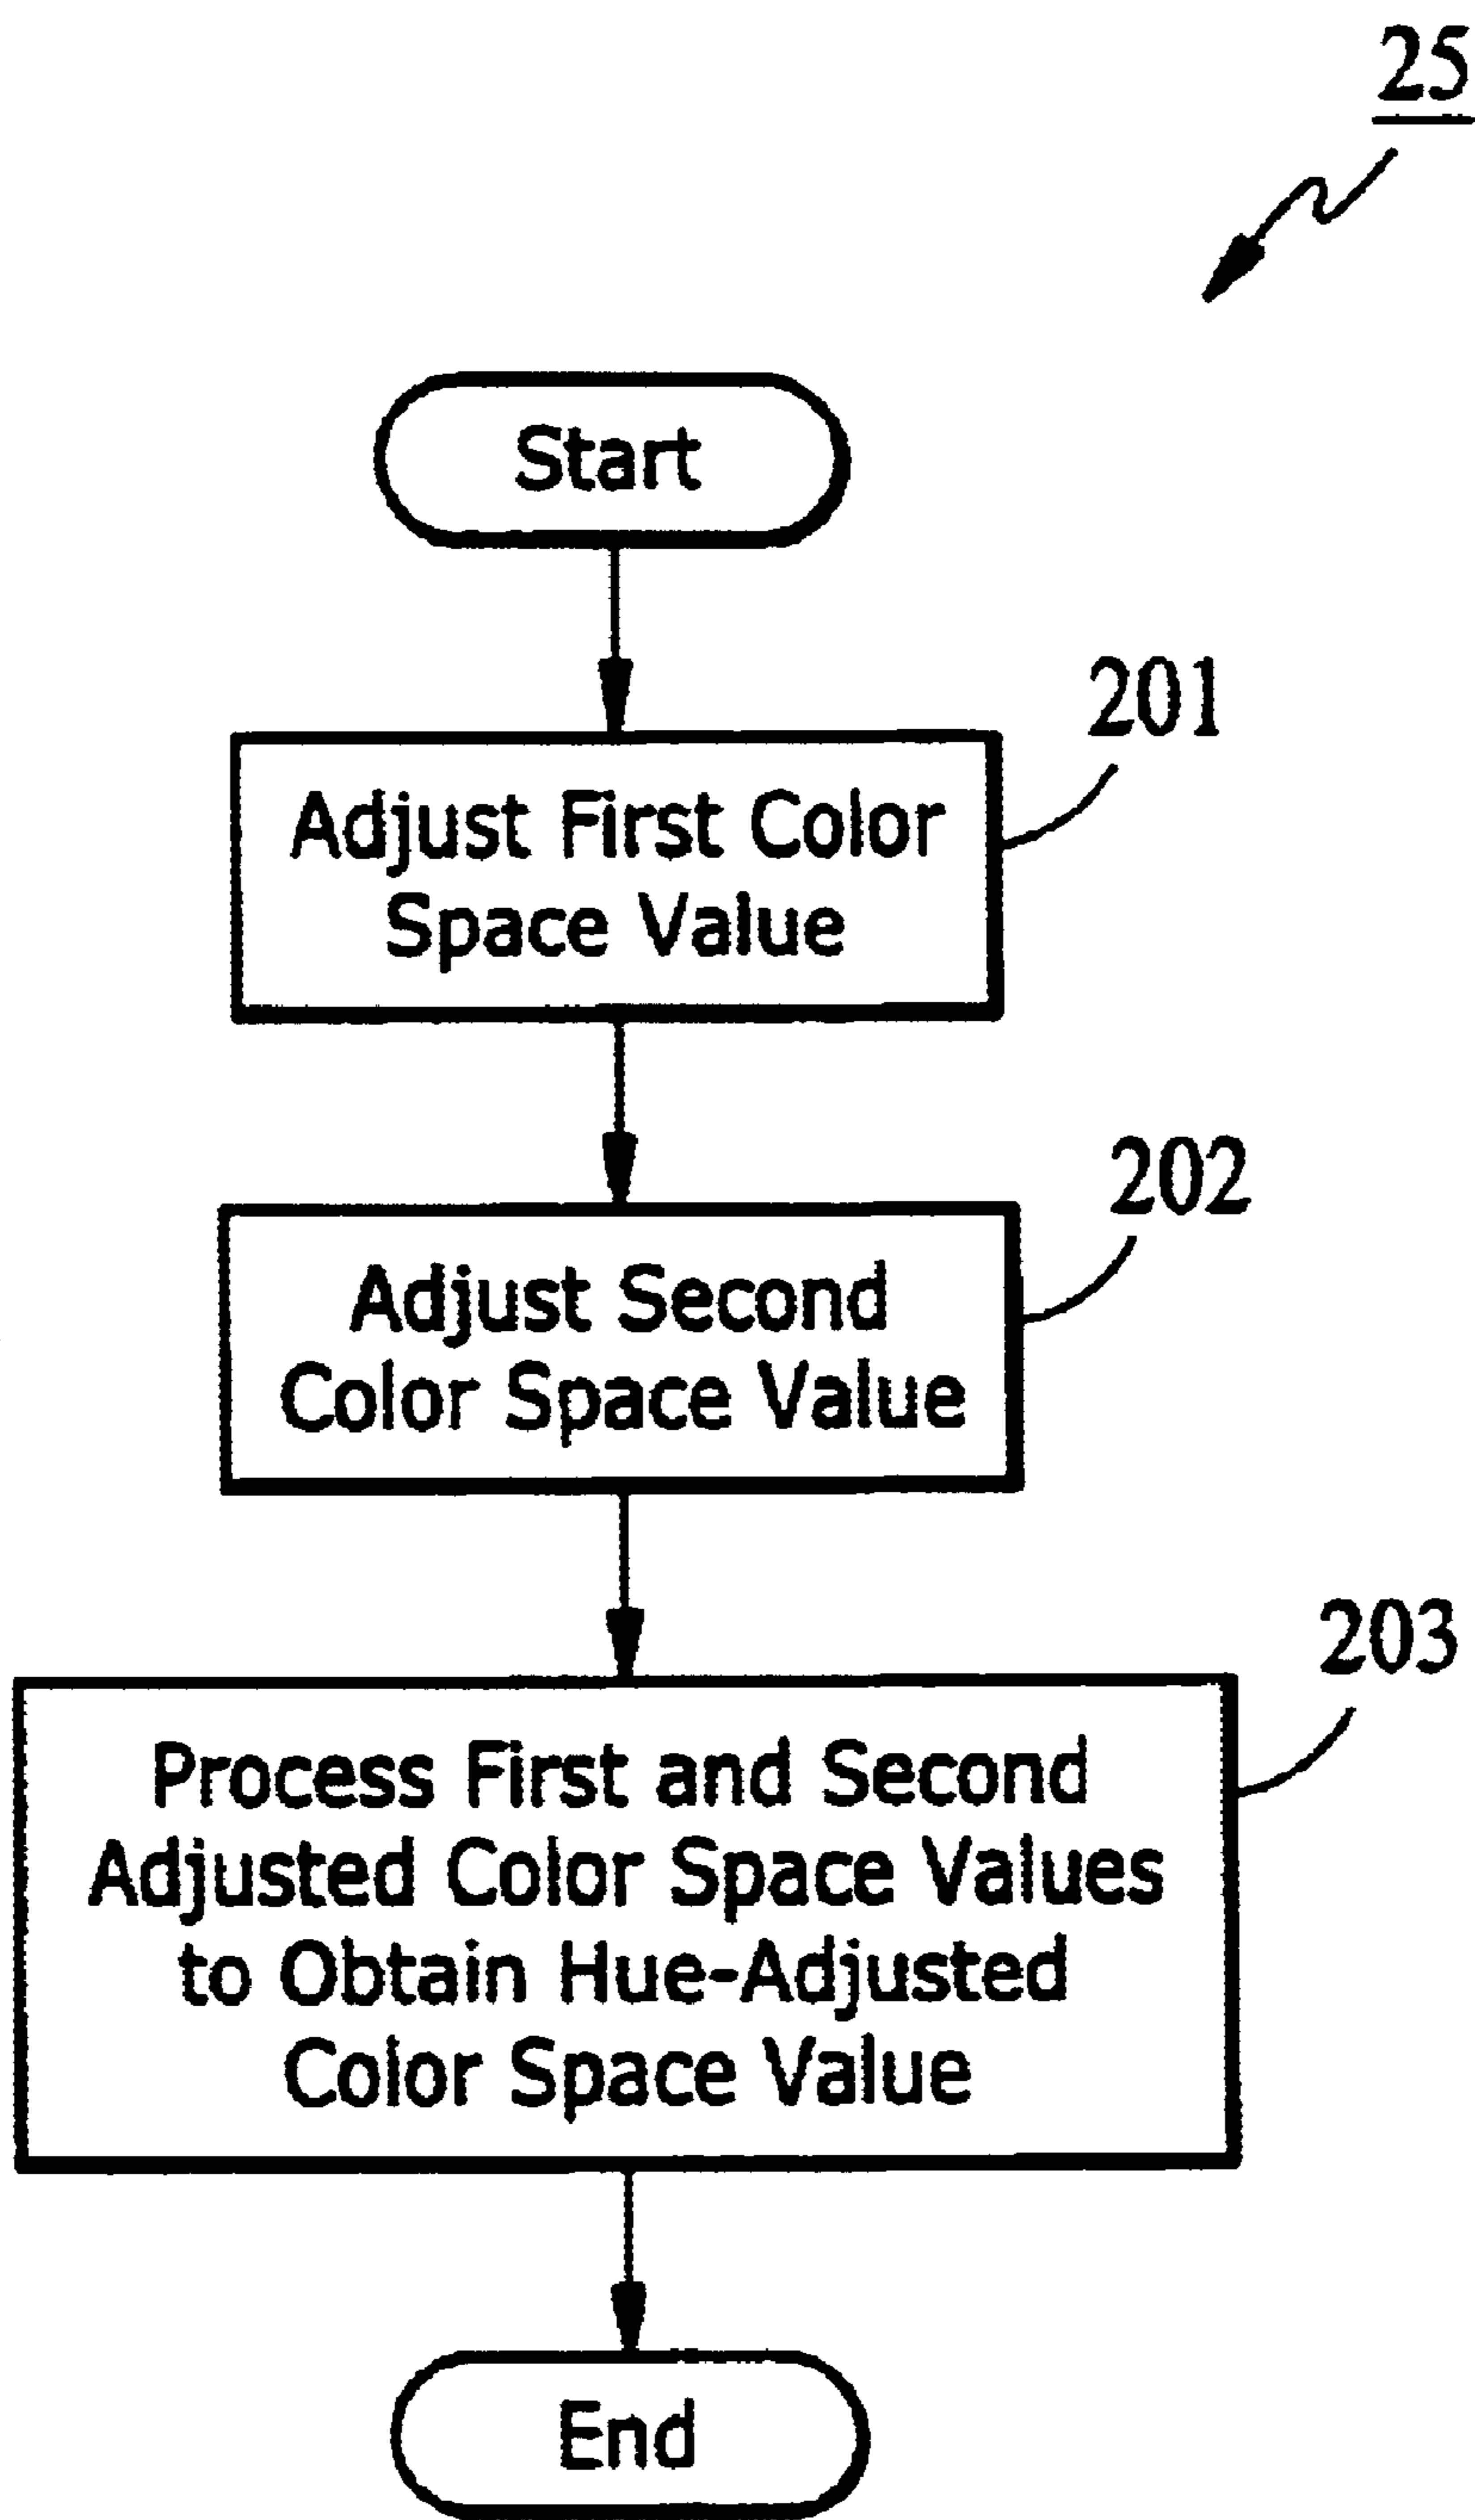 25
Start
201
Adjust First Color
Space Value
202
Adjust Second
Color Space Value
203
Process First and Second
Adjusted Color Space Values
to Obtain Hue-Adjusted
Color Space Value
End